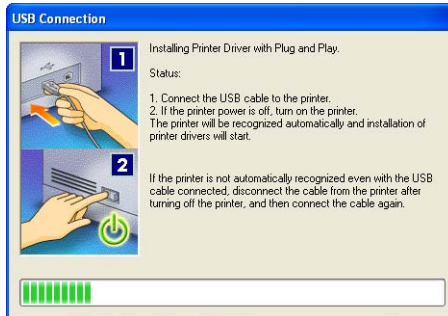 USB Connection
1
Installing Printer Driver with Plug and Play.
Status:
1. Connect the USB cable to the printer.
2. If the printer power is off, turn on the printer.
The printer will be recognized automatically and installation of
printer drivers will start.
2
If the printer is not automatically recognized even with the USB
cable connected, disconnect the cable from the printer after
turning off the printer, and then connect the cable again.